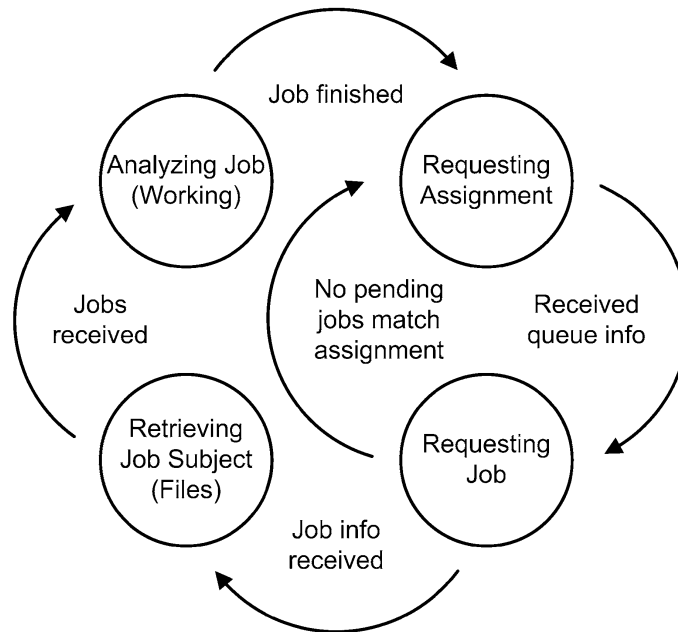 Job finished
Analyzing Job
(Working)
Requesting
Assignment
No pending
jobs match
assignment
Jobs
received
Received
queue info
Retrieving
Job Subject
(Files)
Requesting
Job
Job info
received